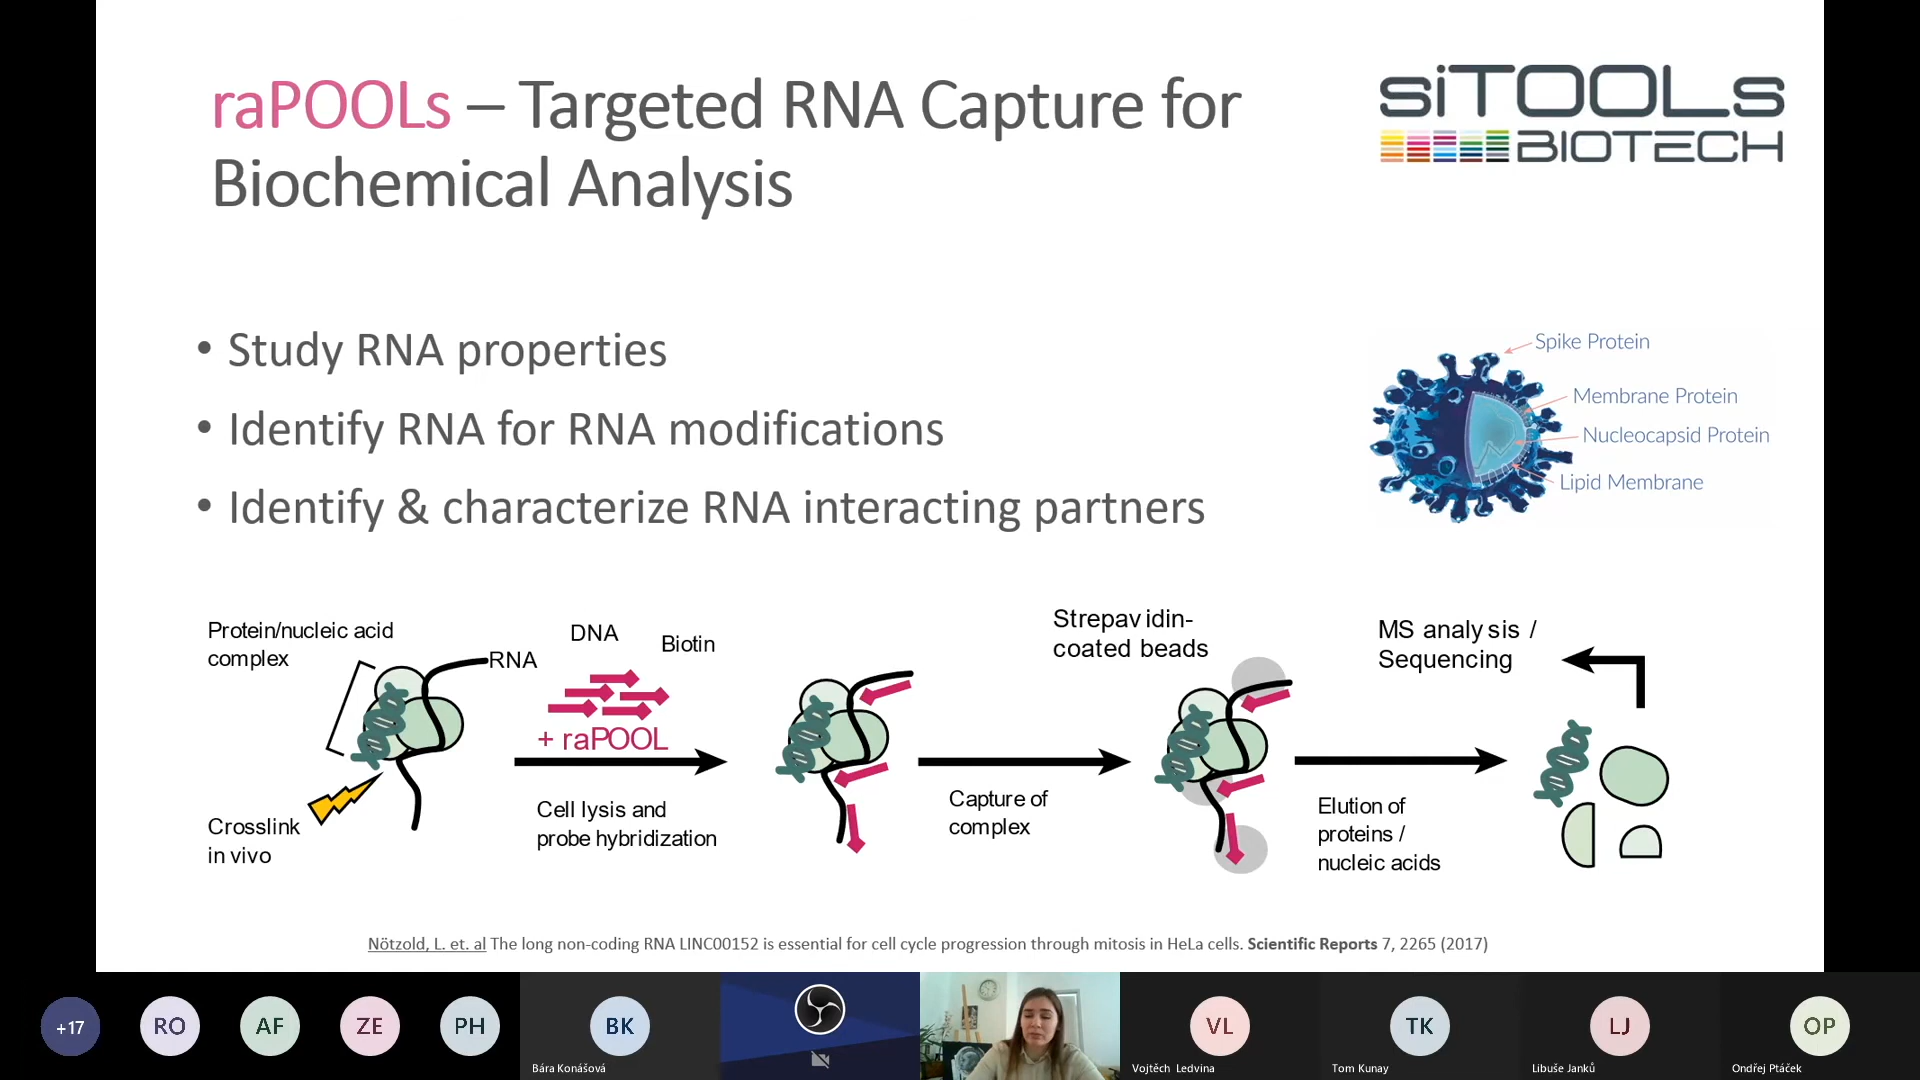 raPOOLs – Targeted RNA Capture for
Biochemical Analysis
siTOOLs
BIOTECH
• Study RNA properties
• Identify RNA for RNA modifications
• Identify & characterize RNA interacting partners
Spike Protein
Membrane Protein
Nucleocapsid Protein
Lipid Membrane
Protein/nucleic acid
complex
RNA
Crosslink
in vivo
DNA
Biotin
+ raPOOL
Cell lysis and
probe hybridization
Capture of
complex
Strepavidin-
coated beads
Elution of
proteins /
nucleic acids
MS analysis /
Sequencing
Nötzold, L. et. al The long non-coding RNA LINC00152 is essential for cell cycle progression through mitosis in HeLa cells. Scientific Reports 7, 2265 (2017)
+17
RO
AF
ZE
PH
BK
Bára Konášová
VL
Vojtěch Ledvina
TK
Tom Kunay
LJ
Libuše Janků
OP
Ondřej Ptáček